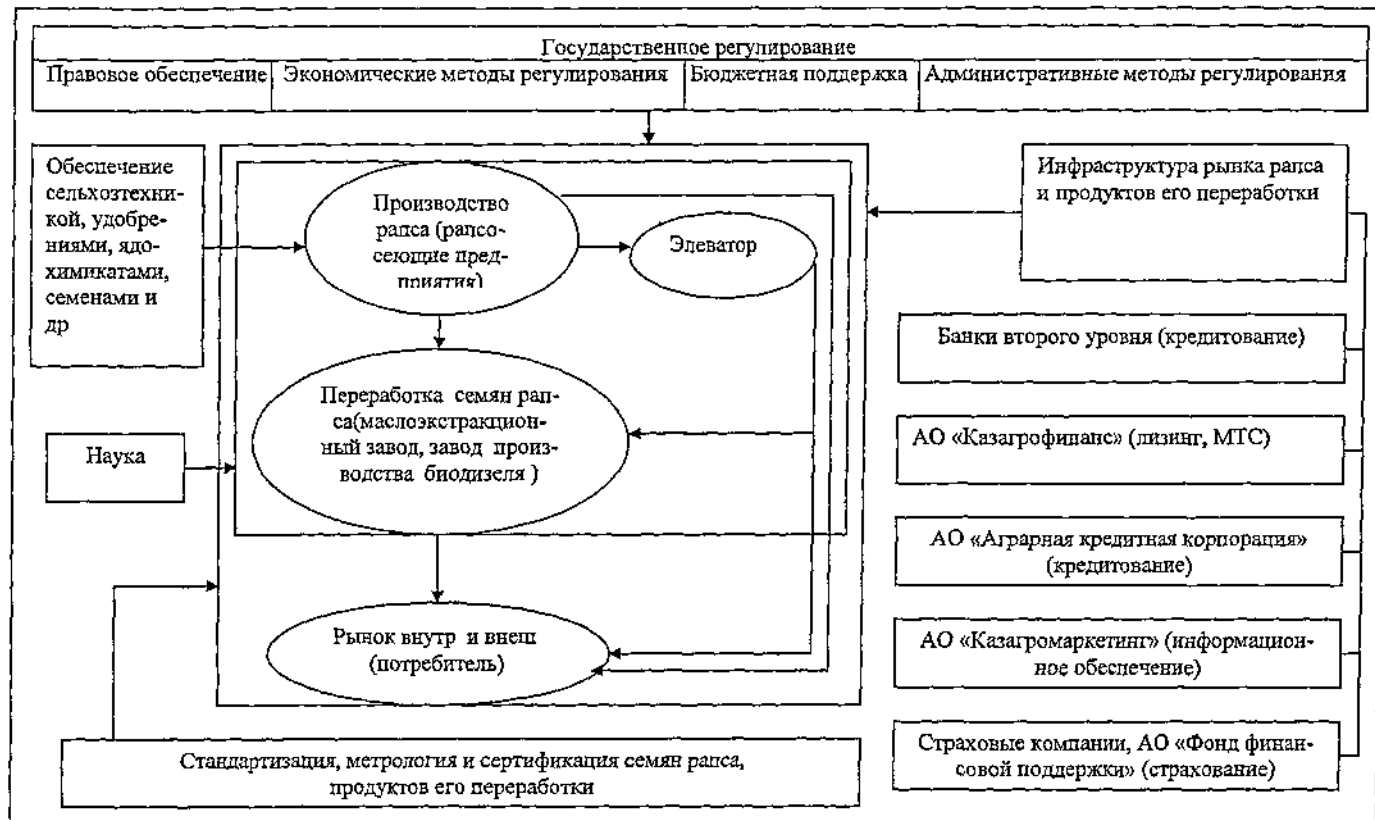 Государственное регулирование
Правовое обеспечение
Экономические методы регулирования
Бюджетная поддержка
Административные методы регулирования
Обеспечение
сельхозтехни-
кой, удобре-
ниями, ядо-
химикатами,
семенами и
др
Производство
рапса (рапсо-
сеющие пред-
приятия)
Элеватор
Инфраструктура рынка рапса
и продуктов его переработки
Банки второго уровня (кредитование)
Переработка семян рап-
са(маслоэкстракцион-
ный завод, завод произ-
водства биодизеля )
АО «Казагрофинанс» (лизинг, МТС)
Наука
АО «Аграрная кредитная корпорация»
(кредитование)
Рынок внутр и внеш
(потребитель)
АО «Казагромаркетинг» (информацион-
ное обеспечение)
Стандартизация, метрология и сертификация семян рапса,
продуктов его переработки
Страховые компании, АО «Фонд финан-
совой поддержки» (страхование)